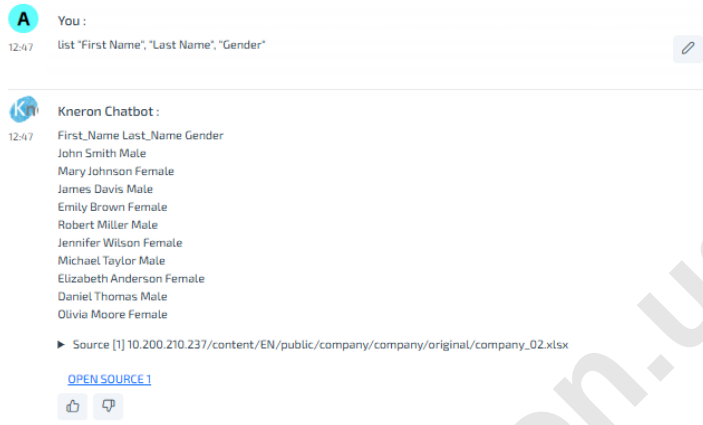 A
You :
12:47
list "First Name", "Last Name", "Gender"
Kneron Chatbot :
12:47
First_Name Last_Name Gender
John Smith Male
Mary Johnson Female
James Davis Male
Emily Brown Female
Robert Miller Male
Jennifer Wilson Female
Michael Taylor Male
Elizabeth Anderson Female
Daniel Thomas Male
Olivia Moore Female
Source [1] 10.200.210.237/content/EN/public/company/company/original/company_02.xlsx
OPEN SOURCE 1